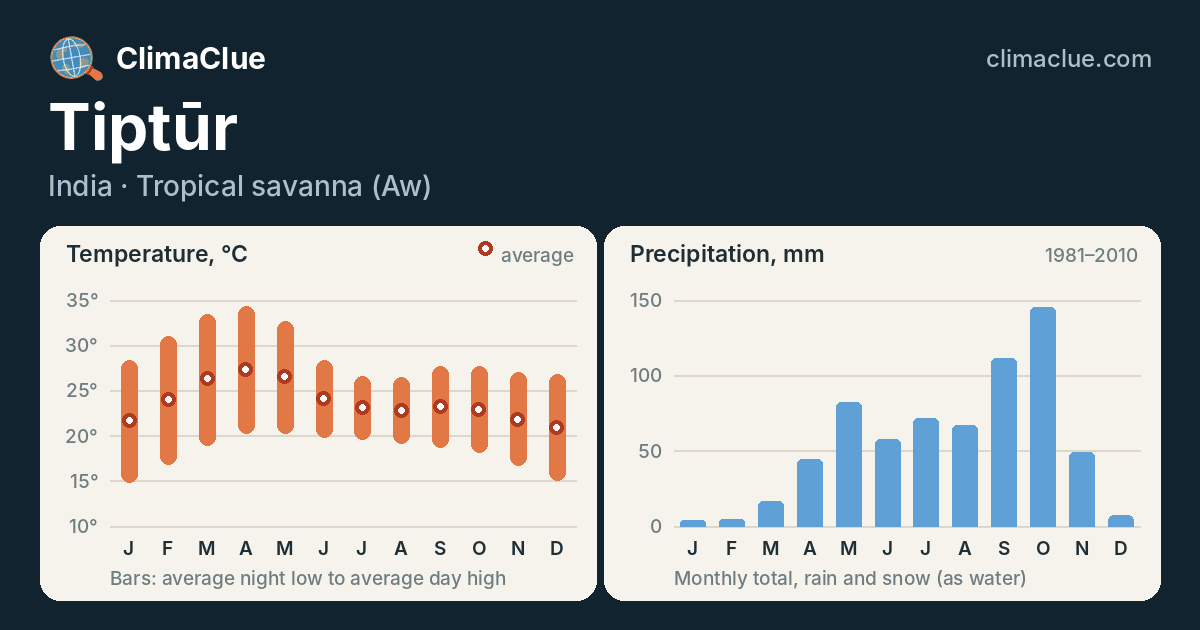 ClimaClue
climaclue.com
Tiptūr
India · Tropical savanna (Aw)
Temperature, °C
average
35°
30°
25°
20°
15°
10°
J F M A M J J A S O N D
Bars: average night low to average day high
Precipitation, mm
1981–2010
150
100
50
0
J F M A M J J A S O N D
Monthly total, rain and snow (as water)